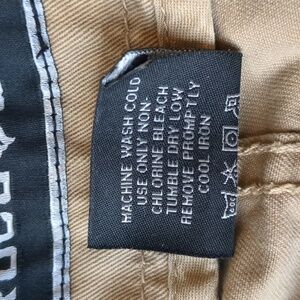 MACHINE WASH COLD
USE ONLY NON-
CHLORINE BLEACH
TUMBLE DRY LOW
REMOVE PROMPTLY
COOL IRON